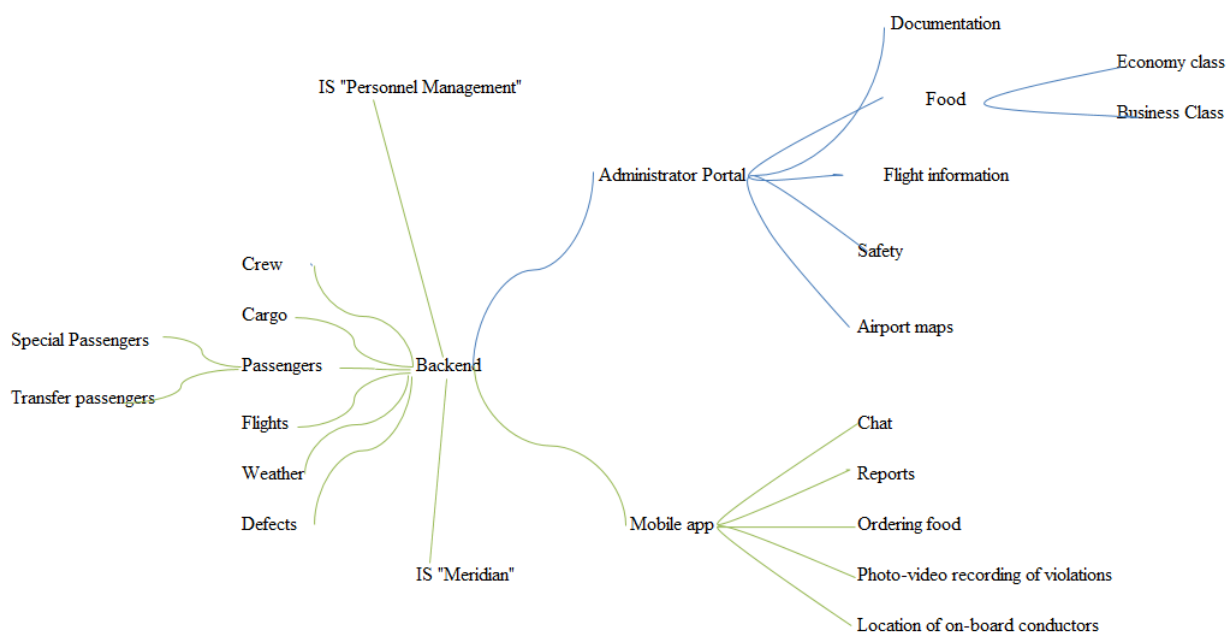 Documentation
Economy class
IS "Personnel Management"
Food
Business Class
Administrator Portal
Flight information
Crew
Safety
Cargo
Airport maps
Special Passengers
Passengers
Backend
Transfer passengers
Flights
Chat
Weather
Reports
Defects
Mobile app
Ordering food
IS "Meridian"
Photo-video recording of violations
Location of on-board conductors